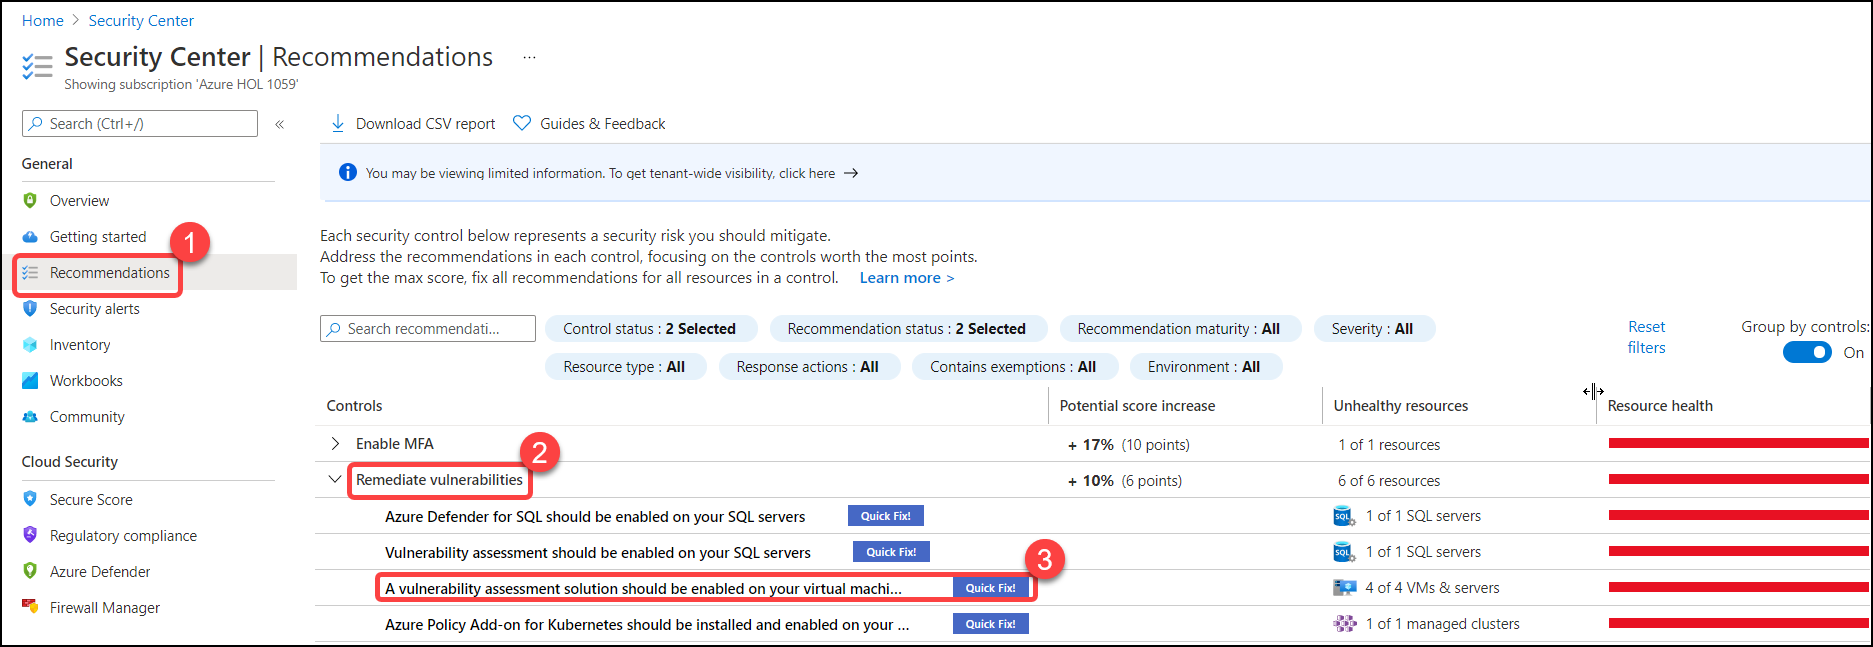 Home > Security Center
Security Center | Recommendations ...
Showing subscription 'Azure HOL 1059'
Search (Ctrl+/) «
General
Overview
Getting started
1
Recommendations
Security alerts
Inventory
Workbooks
Community
Cloud Security
Secure Score
Regulatory compliance
Azure Defender
Firewall Manager
Download CSV report Guides & Feedback
You may be viewing limited information. To get tenant-wide visibility, click here →
Each security control below represents a security risk you should mitigate.
Address the recommendations in each control, focusing on the controls worth the most points.
To get the max score, fix all recommendations for all resources in a control. Learn more >
Search recommendati... Control status : 2 Selected Recommendation status : 2 Selected Recommendation maturity : All Severity : All
Resource type : All Response actions : All Contains exemptions : All Environment : All
Reset
filters
Group by controls:
On
Controls Potential score increase Unhealthy resources Resource health
Enable MFA + 17% (10 points) 1 of 1 resources
2
Remediate vulnerabilities + 10% (6 points) 6 of 6 resources
Azure Defender for SQL should be enabled on your SQL servers Quick Fix! SQL 1 of 1 SQL servers
Vulnerability assessment should be enabled on your SQL servers Quick Fix! SQL 1 of 1 SQL servers
3
A vulnerability assessment solution should be enabled on your virtual machi... Quick Fix! 4 of 4 VMs & servers
Azure Policy Add-on for Kubernetes should be installed and enabled on your ... Quick Fix! 1 of 1 managed clusters